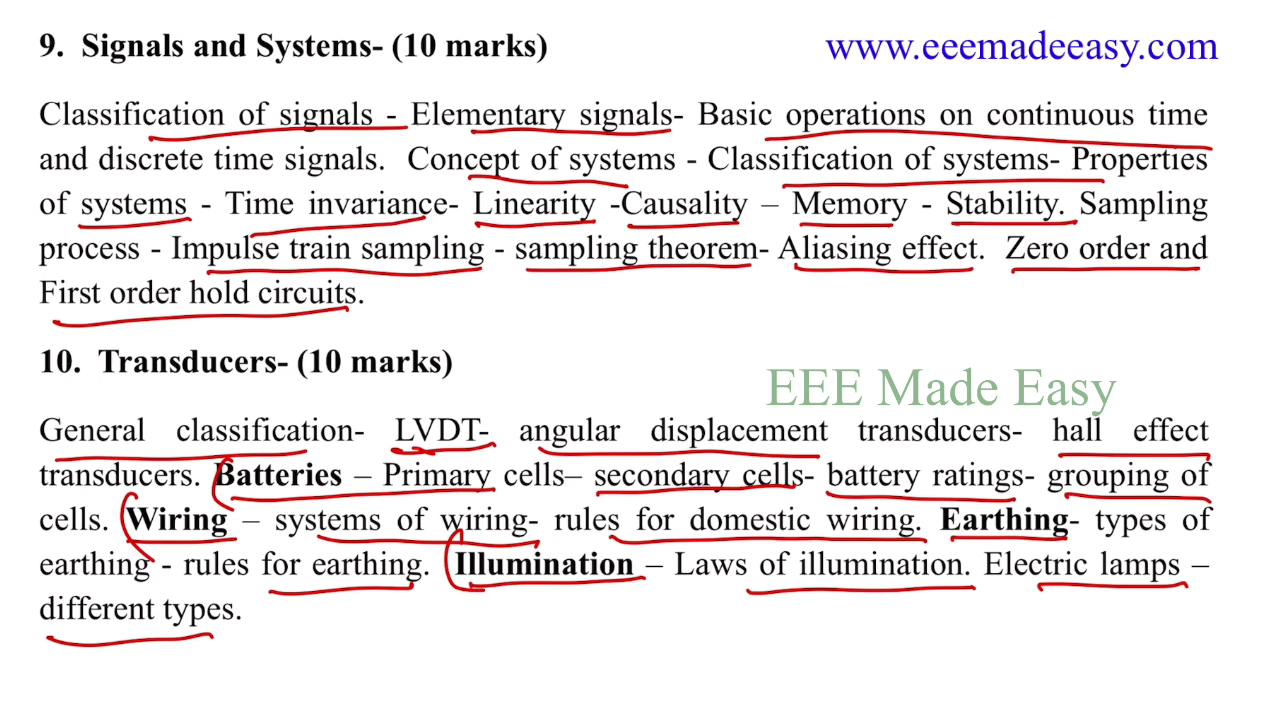 9. Signals and Systems- (10 marks)
www.eeemadeeasy.com
Classification of signals - Elementary signals- Basic operations on continuous time
and discrete time signals. Concept of systems - Classification of systems- Properties
of systems - Time invariance- Linearity -Causality – Memory - Stability. Sampling
process - Impulse train sampling - sampling theorem- Aliasing effect. Zero order and
First order hold circuits.
10. Transducers- (10 marks)
EEE Made Easy
General classification- LVDT- angular displacement transducers- hall effect
transducers. Batteries – Primary cells– secondary cells- battery ratings- grouping of
cells. Wiring – systems of wiring- rules for domestic wiring. Earthing- types of
earthing - rules for earthing. Illumination – Laws of illumination. Electric lamps –
different types.